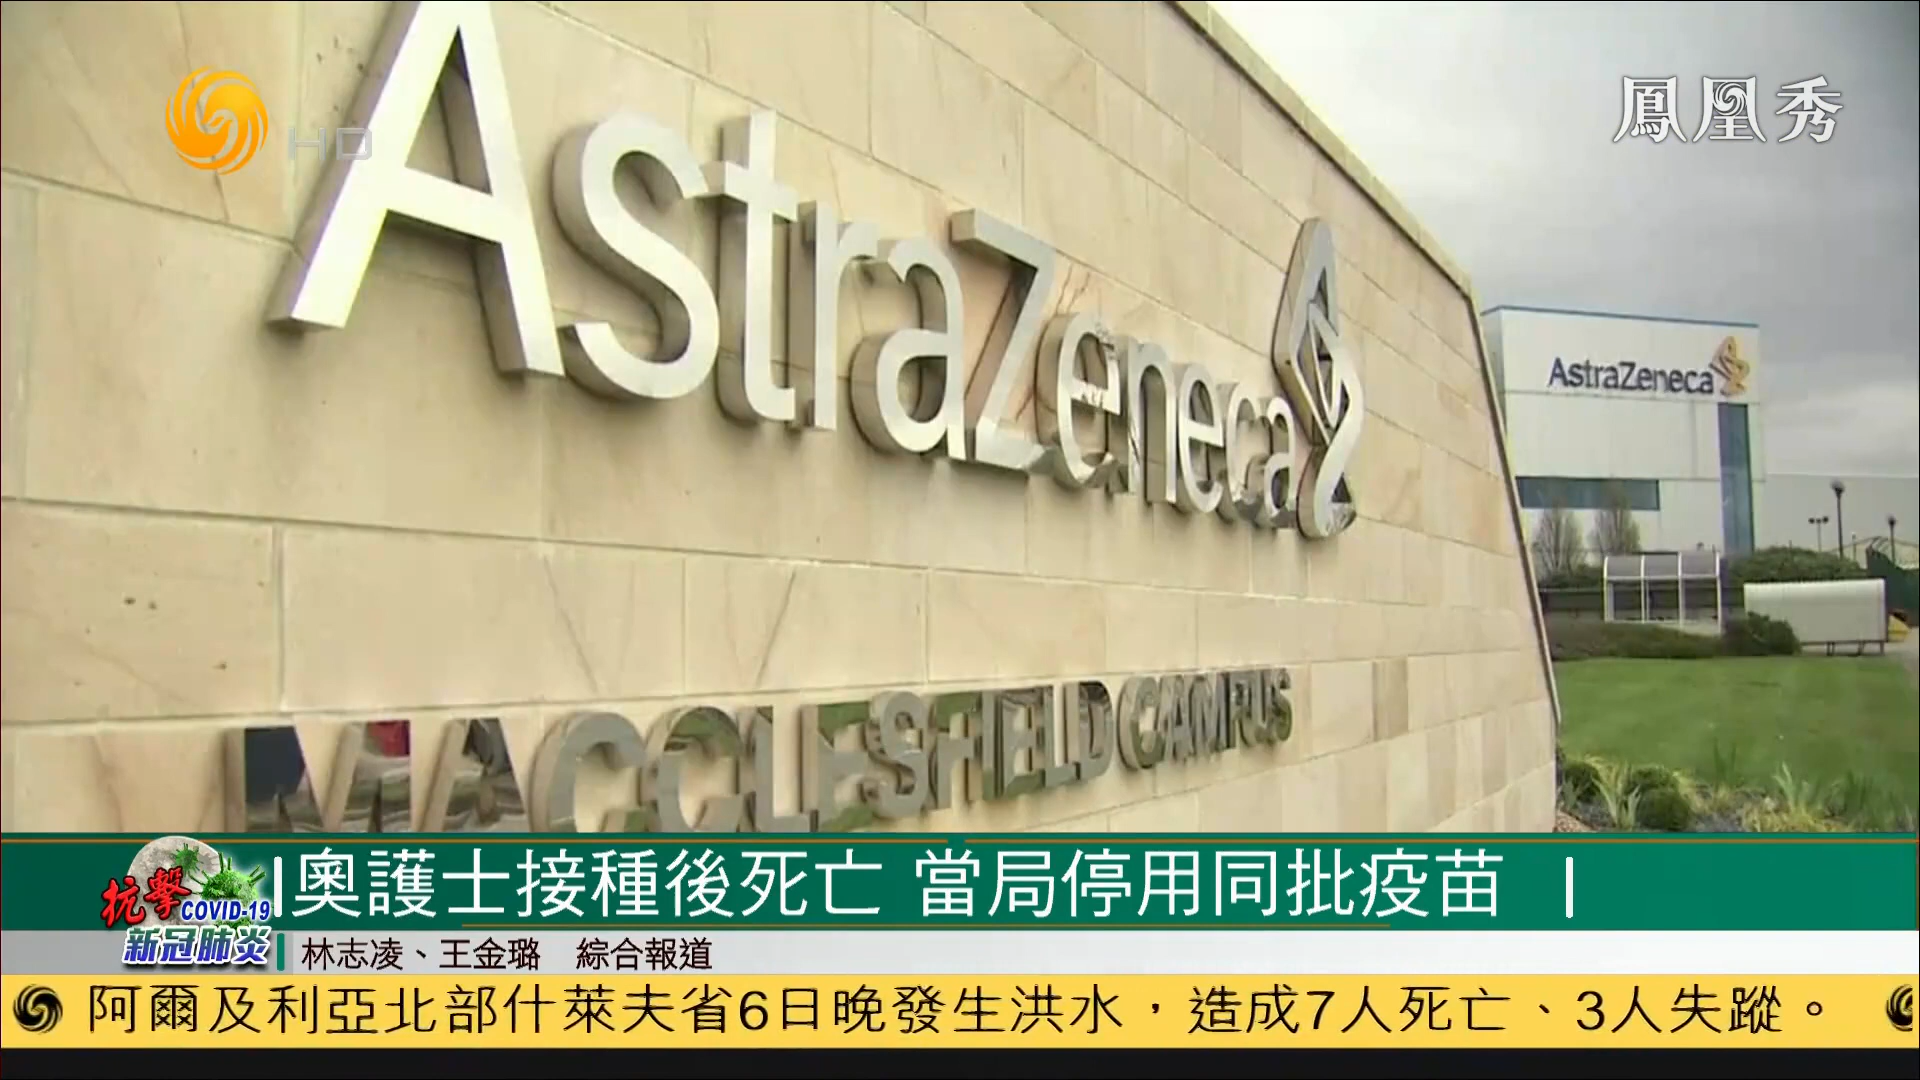 HD
鳳凰秀
AstraZeneca
AstraZeneca
MACCLESFIELD CAMPUS
抗擊
COVID-19
新冠肺炎
奧護士接種後死亡 當局停用同批疫苗
林志凌、王金璐 綜合報道
阿爾及利亞北部什萊夫省6日晚發生洪水，造成7人死亡、3人失蹤。